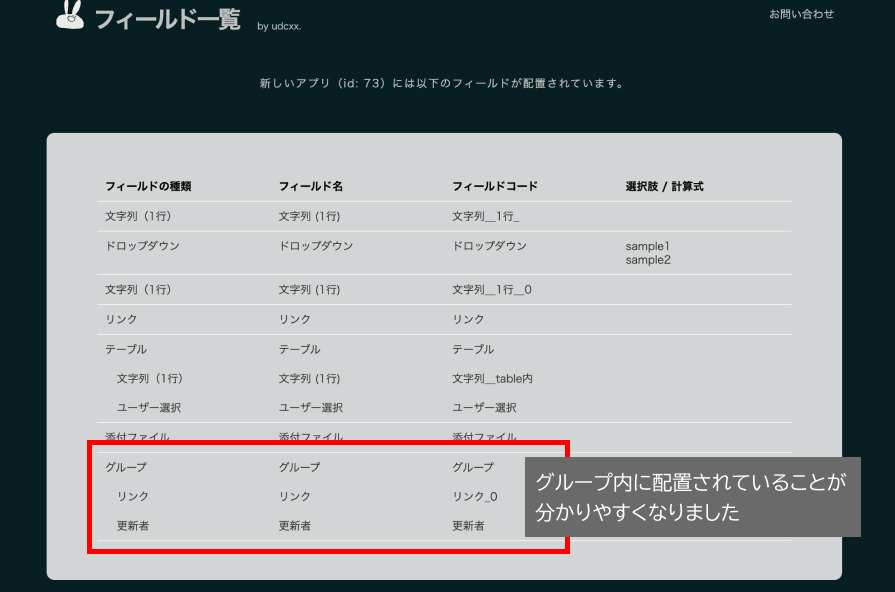 フィールド一覧 by udcxx.
お問い合わせ
新しいアプリ（id: 73）には以下のフィールドが配置されています。
フィールドの種類 フィールド名 フィールドコード 選択肢 / 計算式
文字列（1行） 文字列 (1行) 文字列__1行_
ドロップダウン ドロップダウン ドロップダウン sample1
sample2
文字列（1行） 文字列 (1行) 文字列__1行__0
リンク リンク リンク
テーブル テーブル テーブル
文字列（1行） 文字列 (1行) 文字列__table内
ユーザー選択 ユーザー選択 ユーザー選択
添付ファイル 添付ファイル 添付ファイル
グループ グループ グループ
リンク リンク リンク_0
更新者 更新者 更新者
グループ内に配置されていることが
分かりやすくなりました